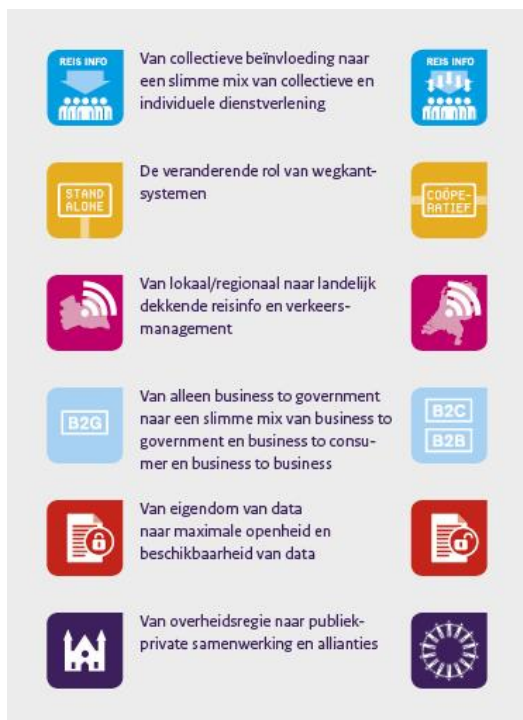 REIS INFO
Van collectieve beïnvloeding naar
een slimme mix van collectieve en
individuele dienstverlening
REIS INFO
STAND
ALONE
De veranderende rol van wegkant-
systemen
COÖPE-
RATIEF
Van lokaal/regionaal naar landelijk
dekkende reisinfo en verkeers-
management
B2G
Van alleen business to government
naar een slimme mix van business to
government en business to consu-
mer en business to business
B2C
B2B
Van eigendom van data
naar maximale openheid en
beschikbaarheid van data
Van overheidsregie naar publiek-
private samenwerking en allianties